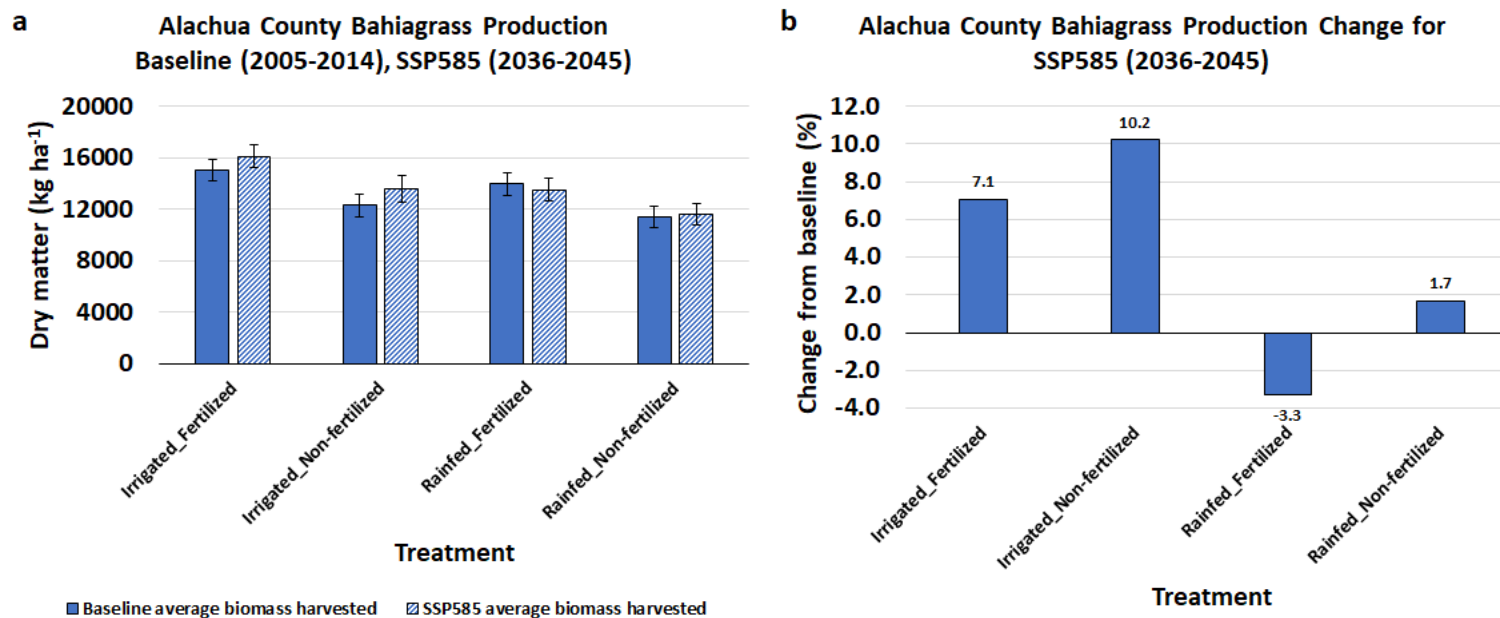 a
Alachua County Bahiagrass Production
Baseline (2005-2014), SSP585 (2036-2045)
Dry matter (kg ha-1)
20000
16000
12000
8000
4000
0
Irrigated_Fertilized
Irrigated_Non-fertilized
Rainfed_Fertilized
Rainfed_Non-fertilized
Treatment
Baseline average biomass harvested
SSP585 average biomass harvested
b
Alachua County Bahiagrass Production Change for
SSP585 (2036-2045)
Change from baseline (%)
12.0
10.0
8.0
6.0
4.0
2.0
0.0
-2.0
-4.0
7.1
10.2
-3.3
1.7
Irrigated_Fertilized
Irrigated_Non-fertilized
Rainfed_Fertilized
Rainfed_Non-fertilized
Treatment